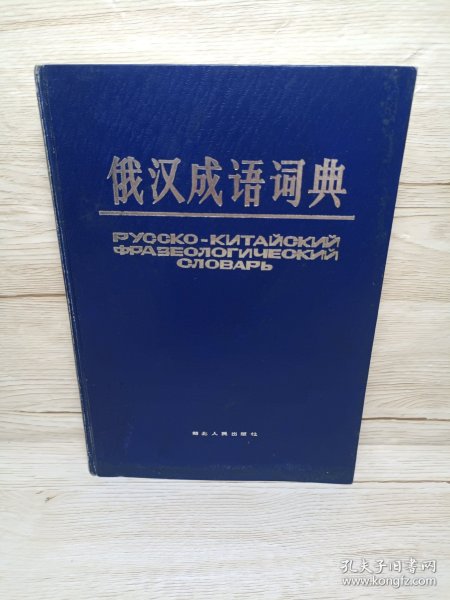 俄汉成语词典
РУССКО-КИТАЙСКИЙ
ФРАЗЕОЛОГИЧЕСКИЙ
СЛОВАРЬ
湖北人民出版社
孔夫子旧书网
www.kongfz.com